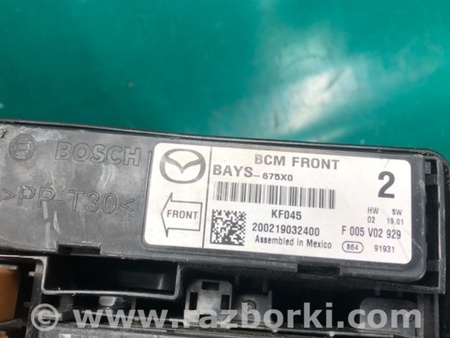 BOSCH
>PP-T30<
BCM FRONT
BAYS-675X0
2
FRONT
KF045
HW SW
02 19.01
200219032400
F 005 V02 929
Assembled in Mexico
864
91931
www.razborki.com